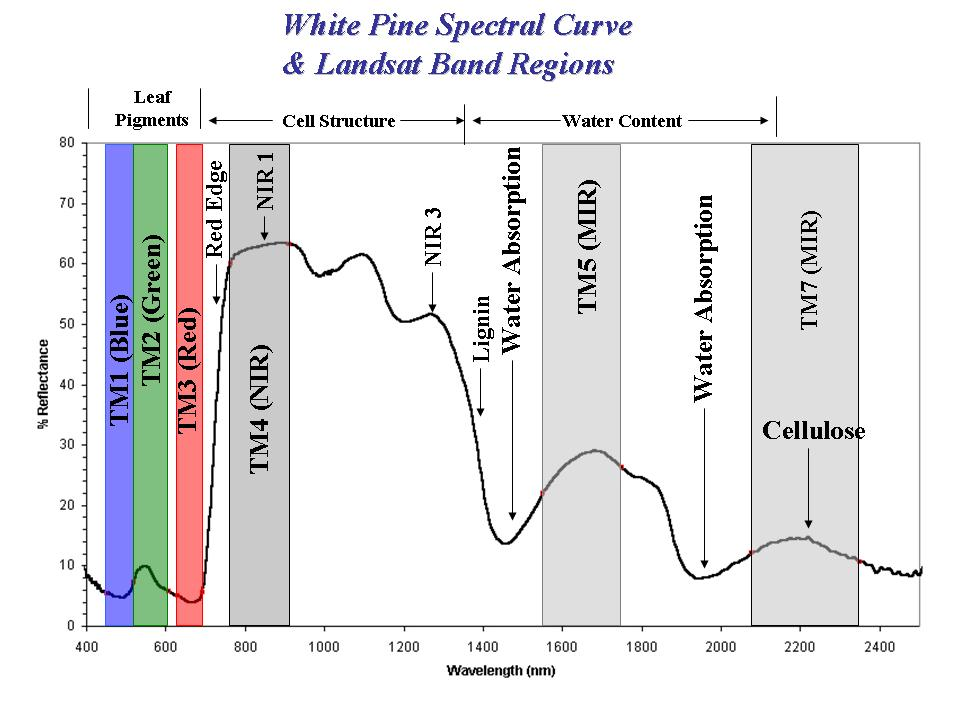 White Pine Spectral Curve
& Landsat Band Regions
Leaf
Pigments
Cell Structure
Water Content
80
70
60
50
40
30
20
10
0
% Reflectance
TM1 (Blue)
TM2 (Green)
TM3 (Red)
Red Edge
NIR 1
TM4 (NIR)
NIR 3
Lignin
Water Absorption
TM5 (MIR)
Water Absorption
TM7 (MIR)
Cellulose
400 600 800 1000 1200 1400 1600 1800 2000 2200 2400
Wavelength (nm)